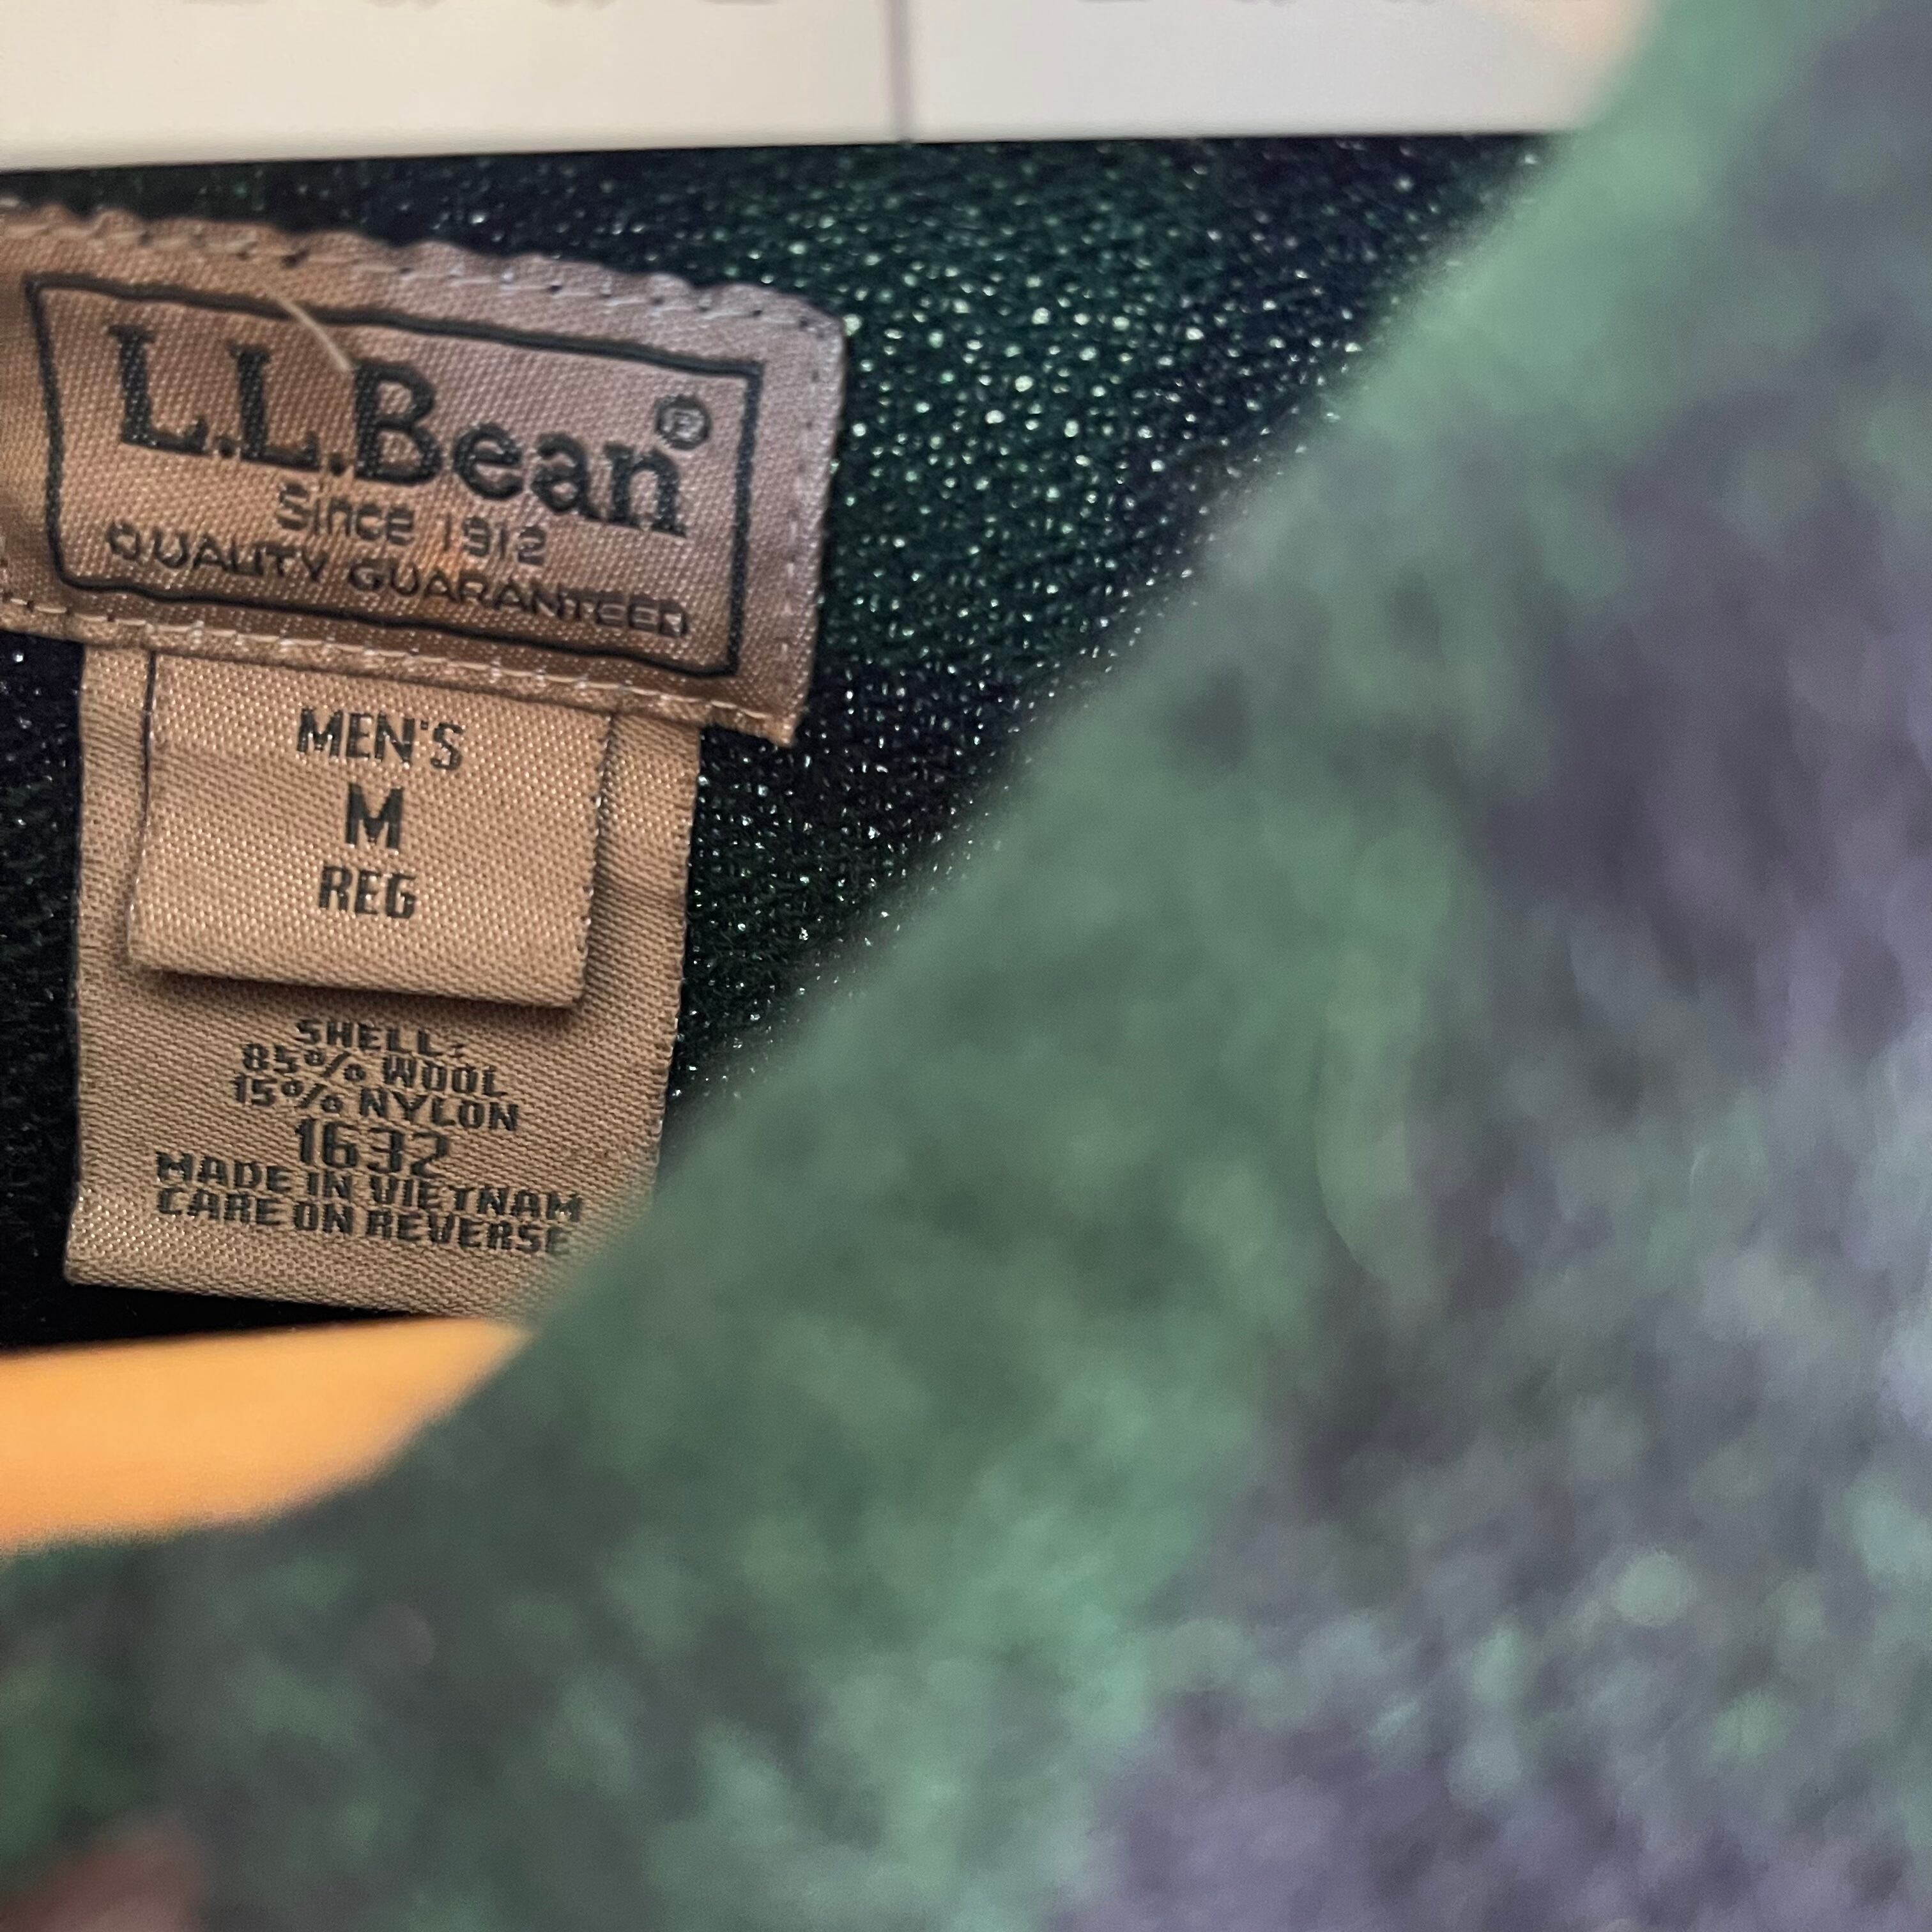 L.L.Bean®
Since 1912
QUALITY GUARANTEED
MEN'S
M
REG
SHELL:
85% WOOL
15% NYLON
1632
MADE IN VIETNAM
CARE ON REVERSE